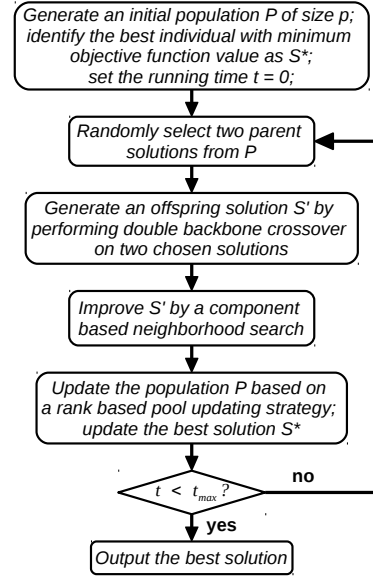 Generate an initial population P of size p;
identify the best individual with minimum
objective function value as S*;
set the running time t = 0;
Randomly select two parent
solutions from P
Generate an offspring solution S' by
performing double backbone crossover
on two chosen solutions
Improve S' by a component
based neighborhood search
Update the population P based on
a rank based pool updating strategy;
update the best solution S*
t < tmax?
no
yes
Output the best solution